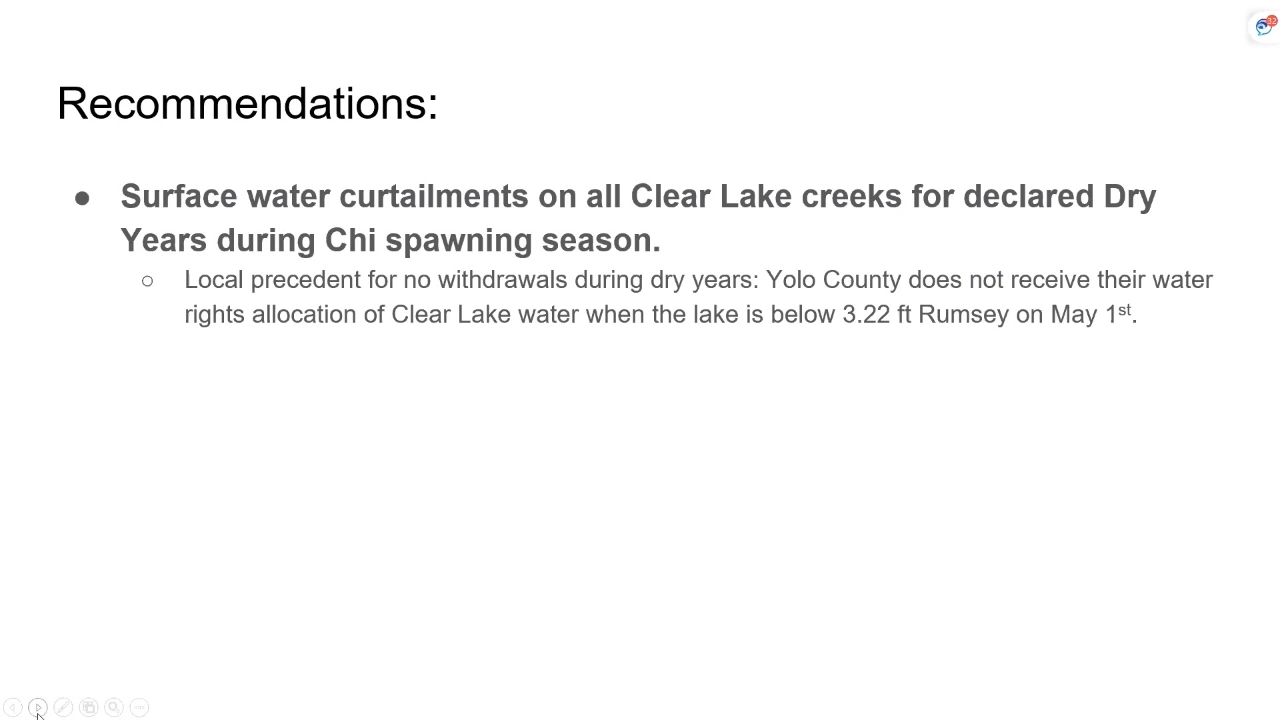 Recommendations:
● Surface water curtailments on all Clear Lake creeks for declared Dry
Years during Chi spawning season.
○ Local precedent for no withdrawals during dry years: Yolo County does not receive their water
rights allocation of Clear Lake water when the lake is below 3.22 ft Rumsey on May 1st.